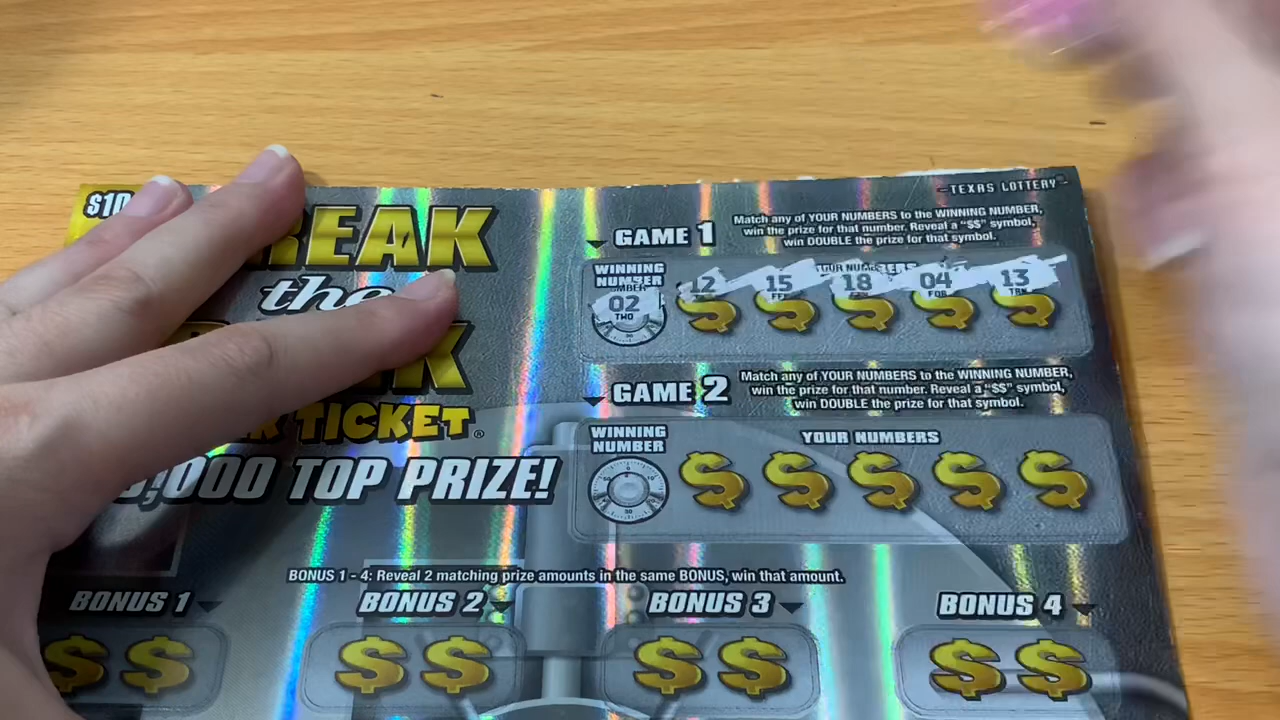 $10
TEXAS LOTTERY
EAK
the
K
TICKET®
,000 TOP PRIZE!
GAME 1
Match any of YOUR NUMBERS to the WINNING NUMBER,
win the prize for that number. Reveal a "$$" symbol,
win DOUBLE the prize for that symbol.
WINNING
NUMBER
02
TWO
12 15 18 04 13
GAME 2
Match any of YOUR NUMBERS to the WINNING NUMBER,
win the prize for that number. Reveal a "$$" symbol,
win DOUBLE the prize for that symbol.
WINNING
NUMBER
YOUR NUMBERS
$ $ $ $ $
BONUS 1 - 4: Reveal 2 matching prize amounts in the same BONUS, win that amount.
BONUS 1 BONUS 2 BONUS 3 BONUS 4
$$ $$ $$ $$